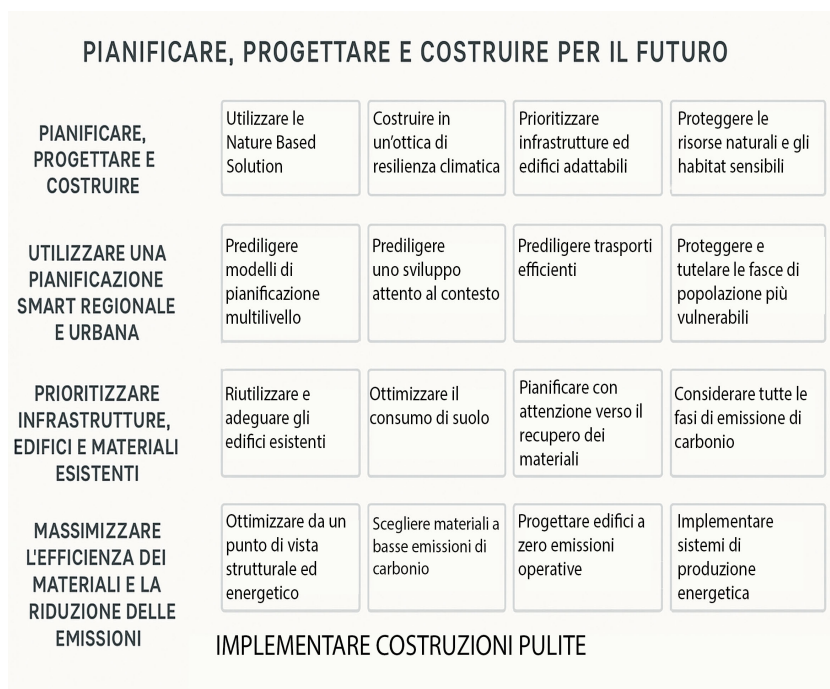 PIANIFICARE, PROGETTARE E COSTRUIRE PER IL FUTURO
PIANIFICARE,
PROGETTARE E
COSTRUIRE
Utilizzare le
Nature Based
Solution
Costruire in
un'ottica di
resilienza climatica
Prioritizzare
infrastrutture ed
edifici adattabili
Proteggere le
risorse naturali e gli
habitat sensibili
UTILIZZARE UNA
PIANIFICAZIONE
SMART REGIONALE
E URBANA
Prediligere
modelli di
pianificazione
multilivello
Prediligere
uno sviluppo
attento al contesto
Prediligere trasporti
efficienti
Proteggere e
tutelare le fasce di
popolazione più
vulnerabili
PRIORITIZZARE
INFRASTRUTTURE,
EDIFICI E MATERIALI
ESISTENTI
Riutilizzare e
adeguare gli
edifici esistenti
Ottimizzare il
consumo di suolo
Pianificare con
attenzione verso il
recupero dei
materiali
Considerare tutte le
fasi di emissione di
carbonio
MASSIMIZZARE
L'EFFICIENZA DEI
MATERIALI E LA
RIDUZIONE DELLE
EMISSIONI
Ottimizzare da un
punto di vista
strutturale ed
energetico
Scegliere materiali a
basse emissioni di
carbonio
Progettare edifici a
zero emissioni
operative
Implementare
sistemi di
produzione
energetica
IMPLEMENTARE COSTRUZIONI PULITE